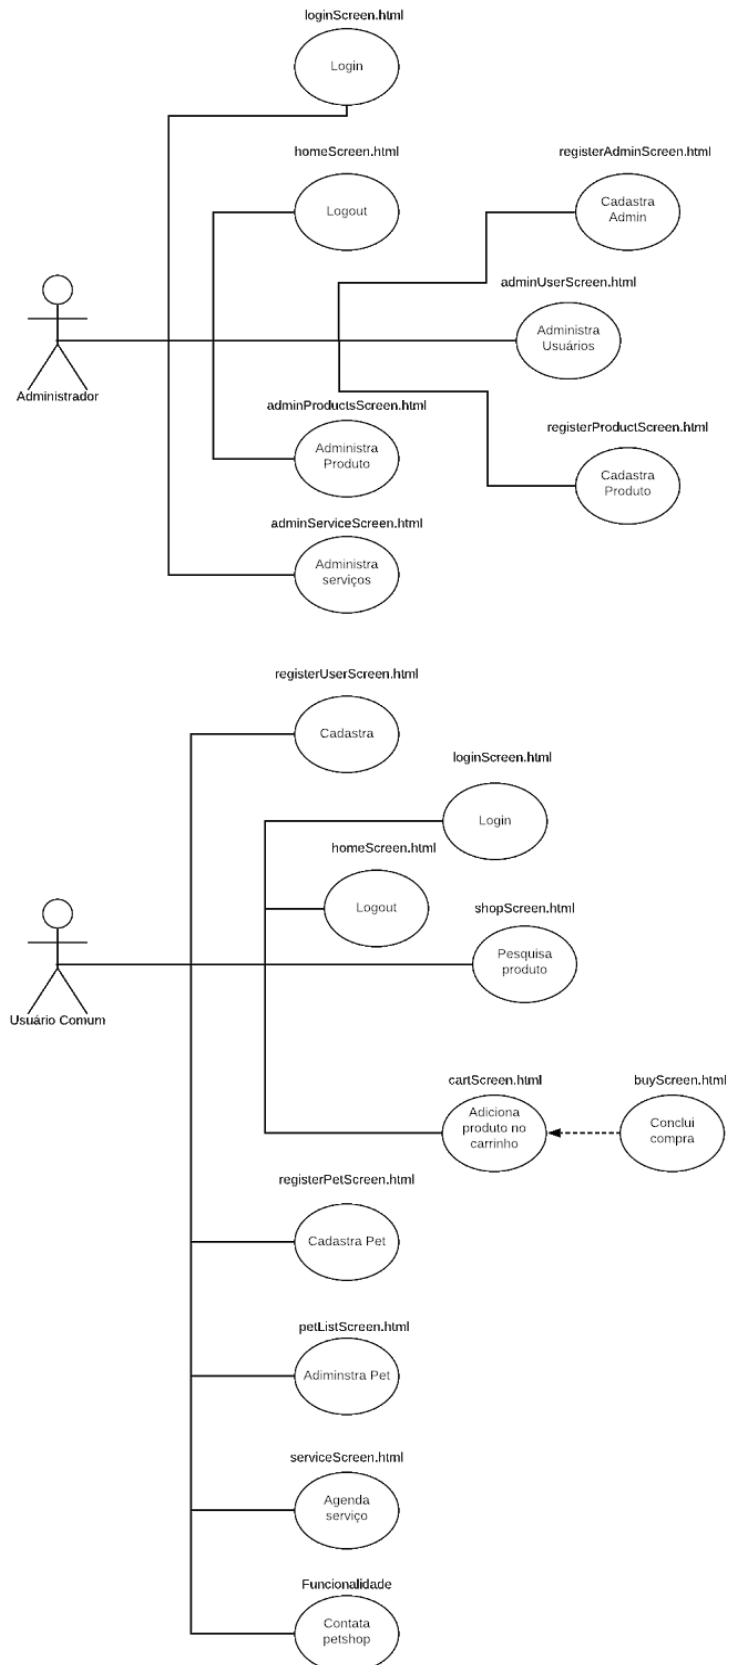 loginScreen.html
Login
homeScreen.html
Logout
registerAdminScreen.html
Cadastra
Admin
adminUserScreen.html
Administra
Usuários
Administrador
adminProductsScreen.html
Administra
Produto
registerProductScreen.html
Cadastra
Produto
adminServiceScreen.html
Administra
serviços
registerUserScreen.html
Cadastra
loginScreen.html
Login
homeScreen.html
Logout
shopScreen.html
Pesquisa
produto
Usuário Comum
cartScreen.html
Adiciona
produto no
carrinho
buyScreen.html
Conclui
compra
registerPetScreen.html
Cadastra Pet
petListScreen.html
Adiminstra Pet
serviceScreen.html
Agenda
serviço
Funcionalidade
Contata
petshop